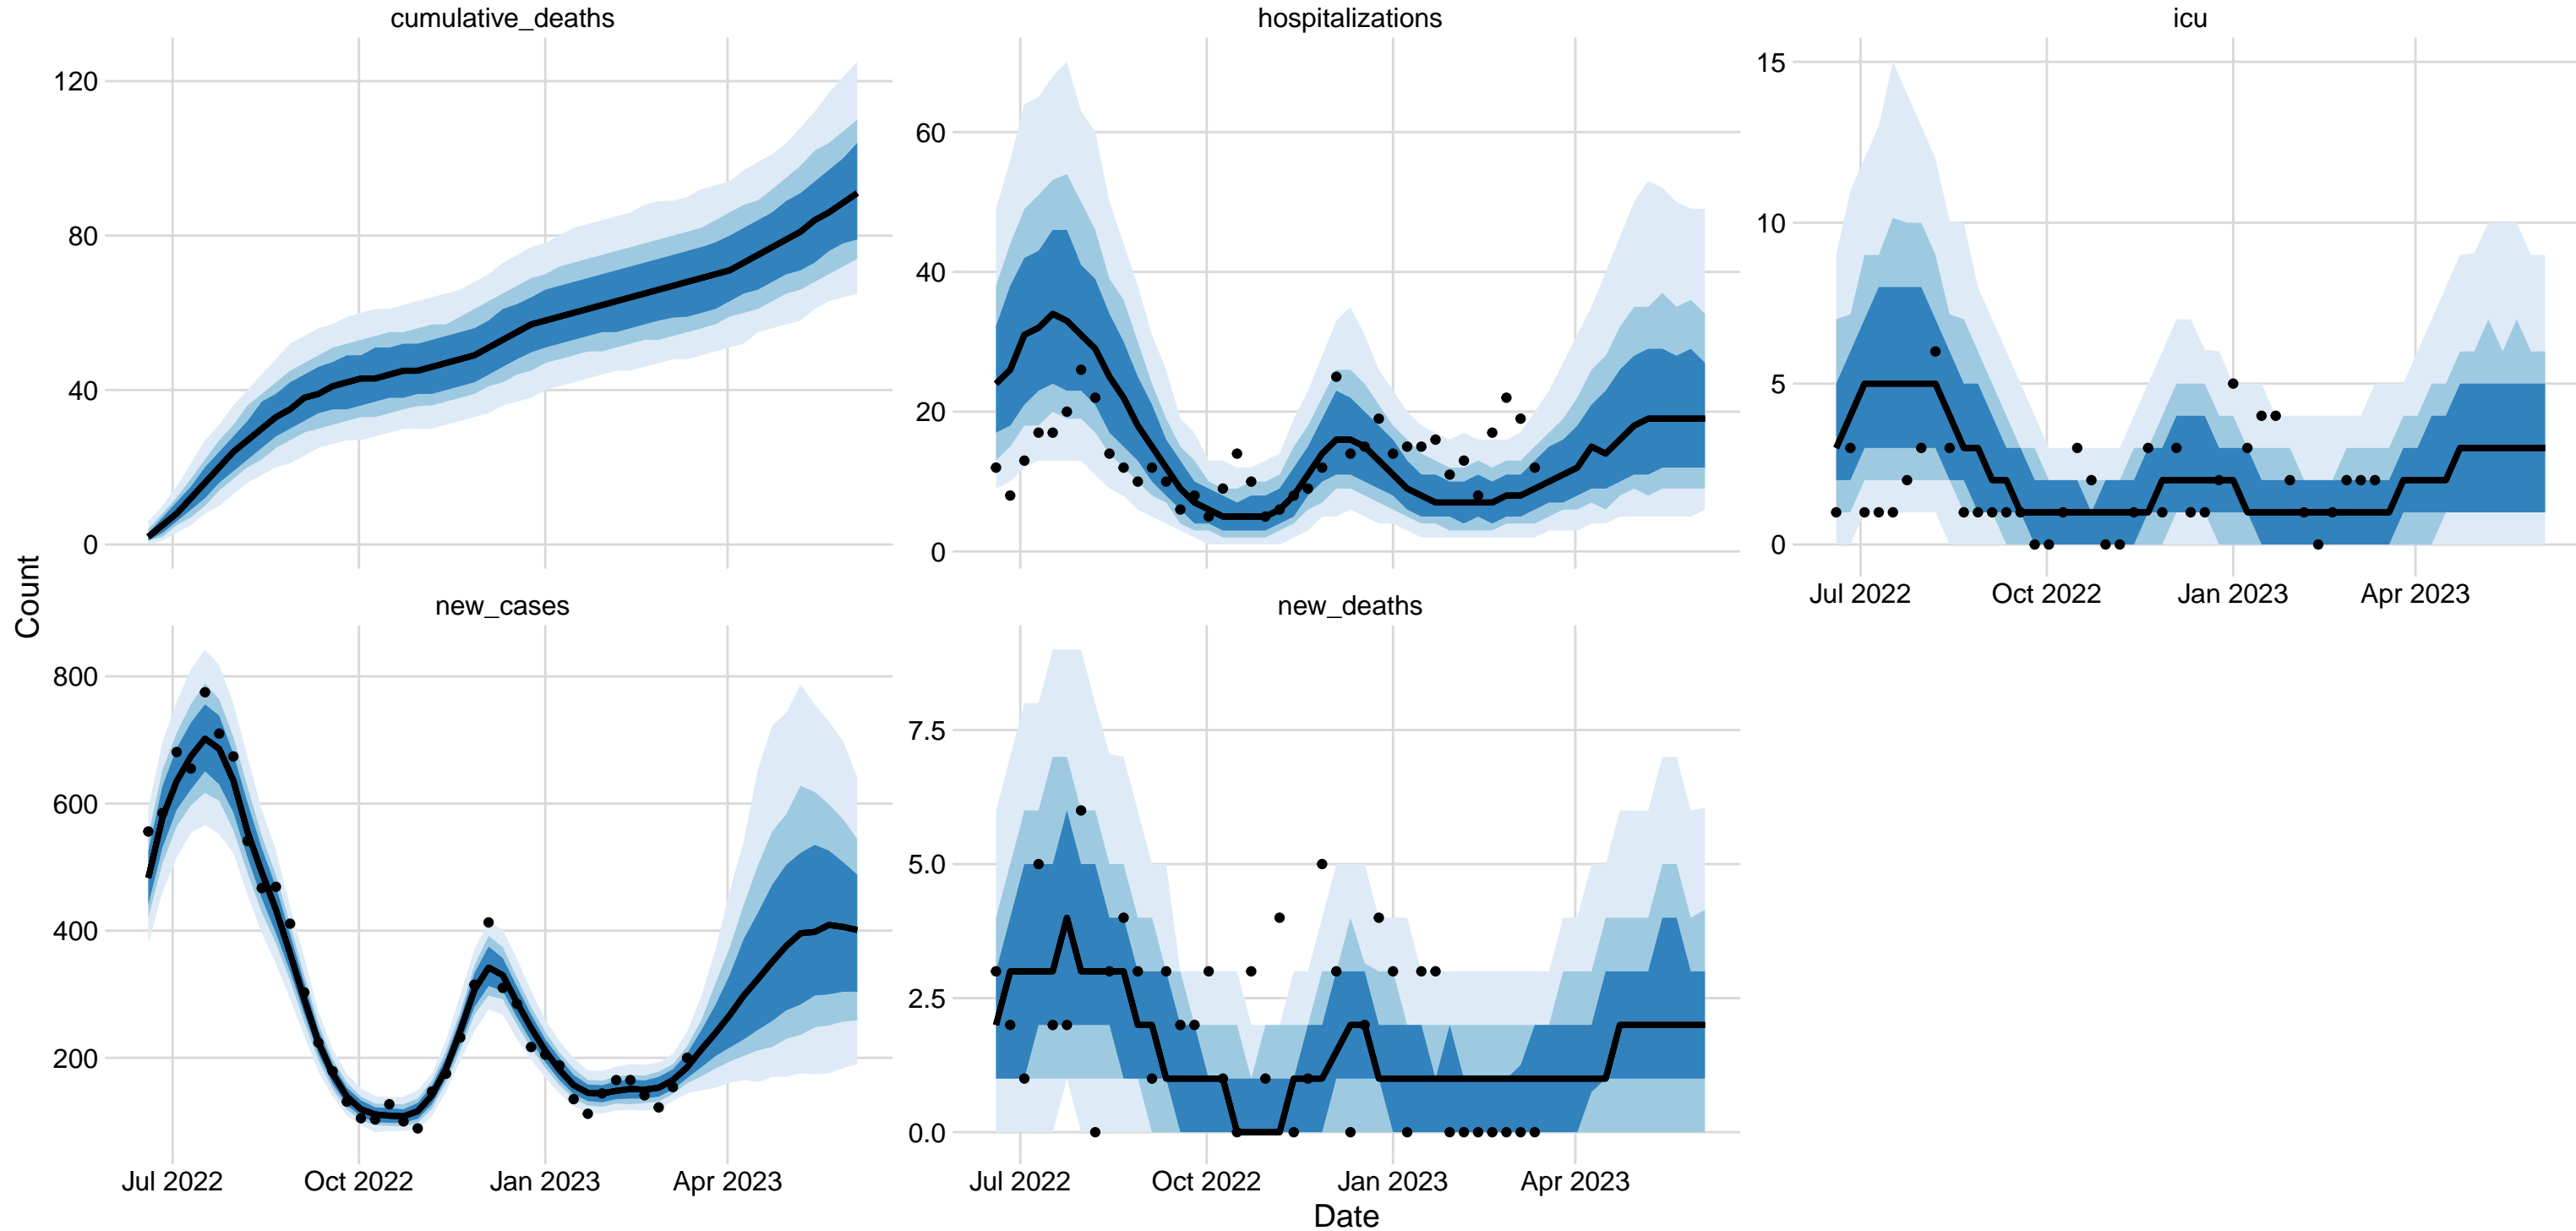 cumulative_deaths
hospitalizations
icu
120
80
40
0
60
40
20
0
15
10
5
0
Jul 2022 Oct 2022 Jan 2023 Apr 2023
Count
new_cases
new_deaths
800
600
400
200
7.5
5.0
2.5
0.0
Jul 2022 Oct 2022 Jan 2023 Apr 2023
Jul 2022 Oct 2022 Jan 2023 Apr 2023
Date